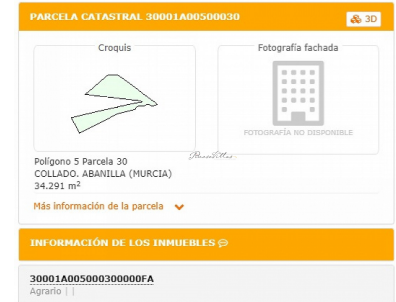 PARCELA CATASTRAL 30001A00500030
3D
Croquis
Fotografía fachada
FOTOGRAFÍA NO DISPONIBLE
Polígono 5 Parcela 30
COLLADO. ABANILLA (MURCIA)
34.291 m²
Más información de la parcela
INFORMACIÓN DE LOS INMUEBLES
30001A005000300000FA
Agrario | |